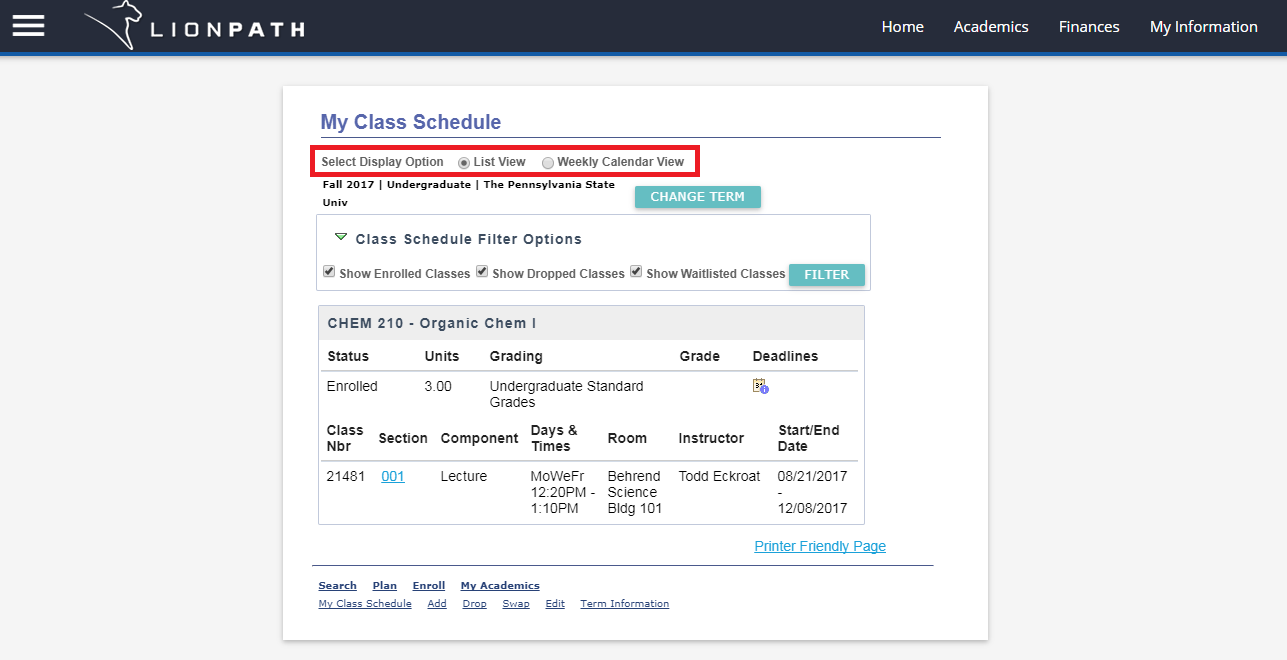 LIONPATH
Home Academics Finances My Information
My Class Schedule
Select Display Option List View Weekly Calendar View
Fall 2017 | Undergraduate | The Pennsylvania State
Univ
CHANGE TERM
Class Schedule Filter Options
Show Enrolled Classes Show Dropped Classes Show Waitlisted Classes FILTER
CHEM 210 - Organic Chem I
Status Units Grading Grade Deadlines
Enrolled 3.00 Undergraduate Standard
Grades
Class
Nbr Section Component Days &
Times Room Instructor Start/End
Date
21481 001 Lecture MoWeFr Behrend Todd Eckroat 08/21/2017
12:20PM - Science -
1:10PM Bldg 101 12/08/2017
Printer Friendly Page
Search Plan Enroll My Academics
My Class Schedule Add Drop Swap Edit Term Information